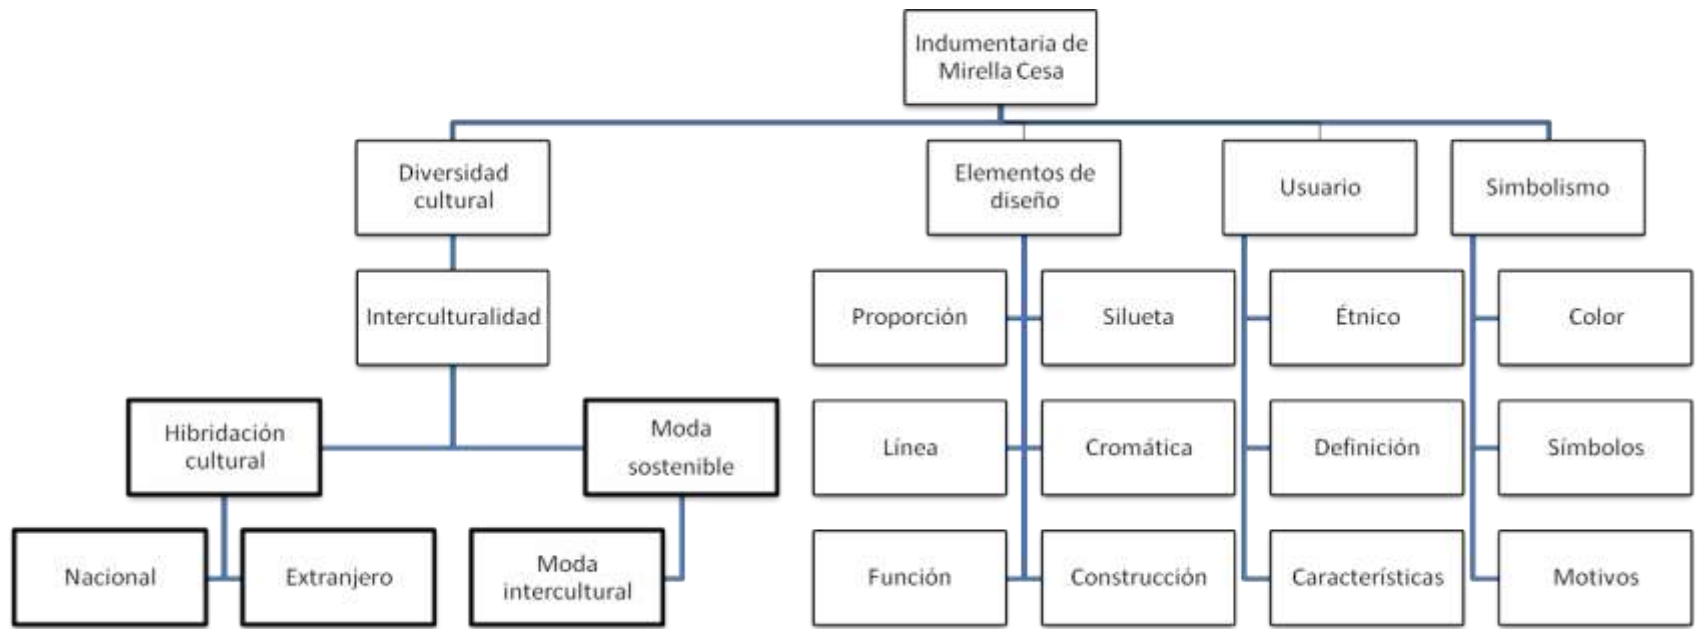 Indumentaria de
Mirella Cesa
Diversidad
cultural
Elementos de
diseño
Usuario
Simbolismo
Interculturalidad
Proporción
Silueta
Étnico
Color
Hibridación
cultural
Moda
sostenible
Línea
Cromática
Definición
Símbolos
Nacional
Extranjero
Moda
intercultural
Función
Construcción
Características
Motivos